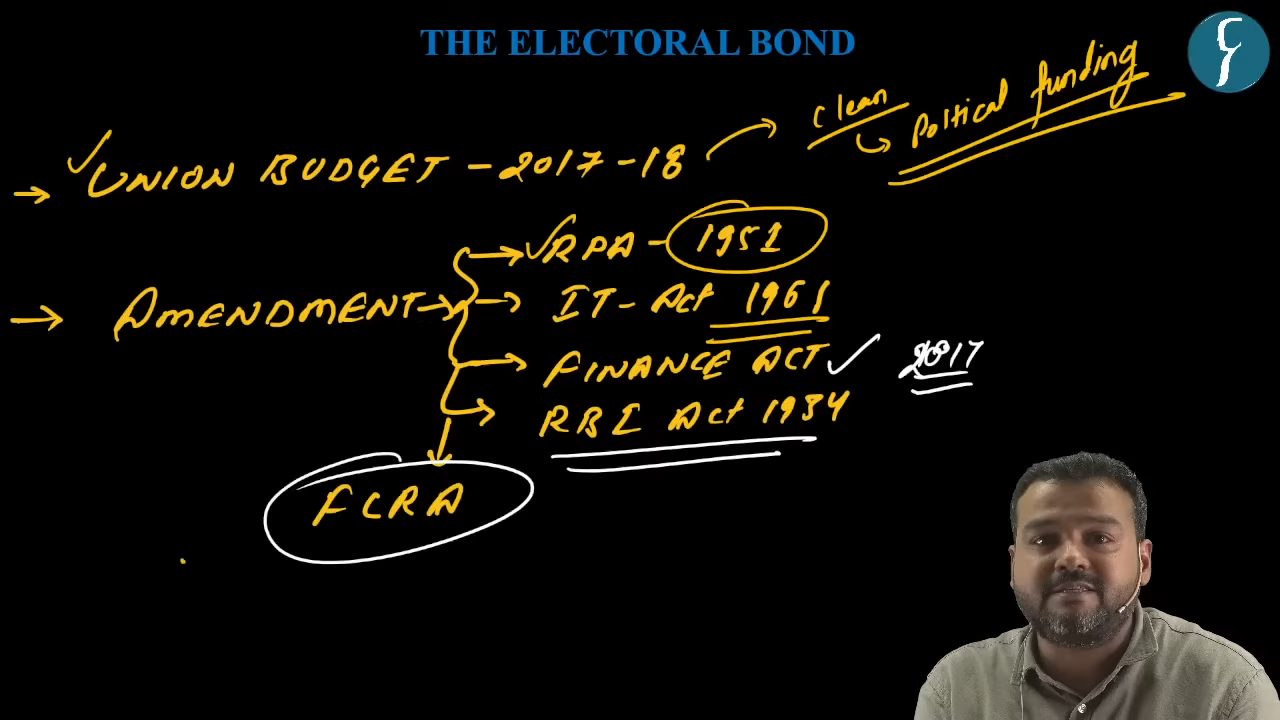 THE ELECTORAL BOND
clean
Political funding
UNION BUDGET - 2017-18
RPA - 1951
AMENDMENT
IT- Act 1961
FINANCE ACT 2017
RBI Act 1934
FCRA